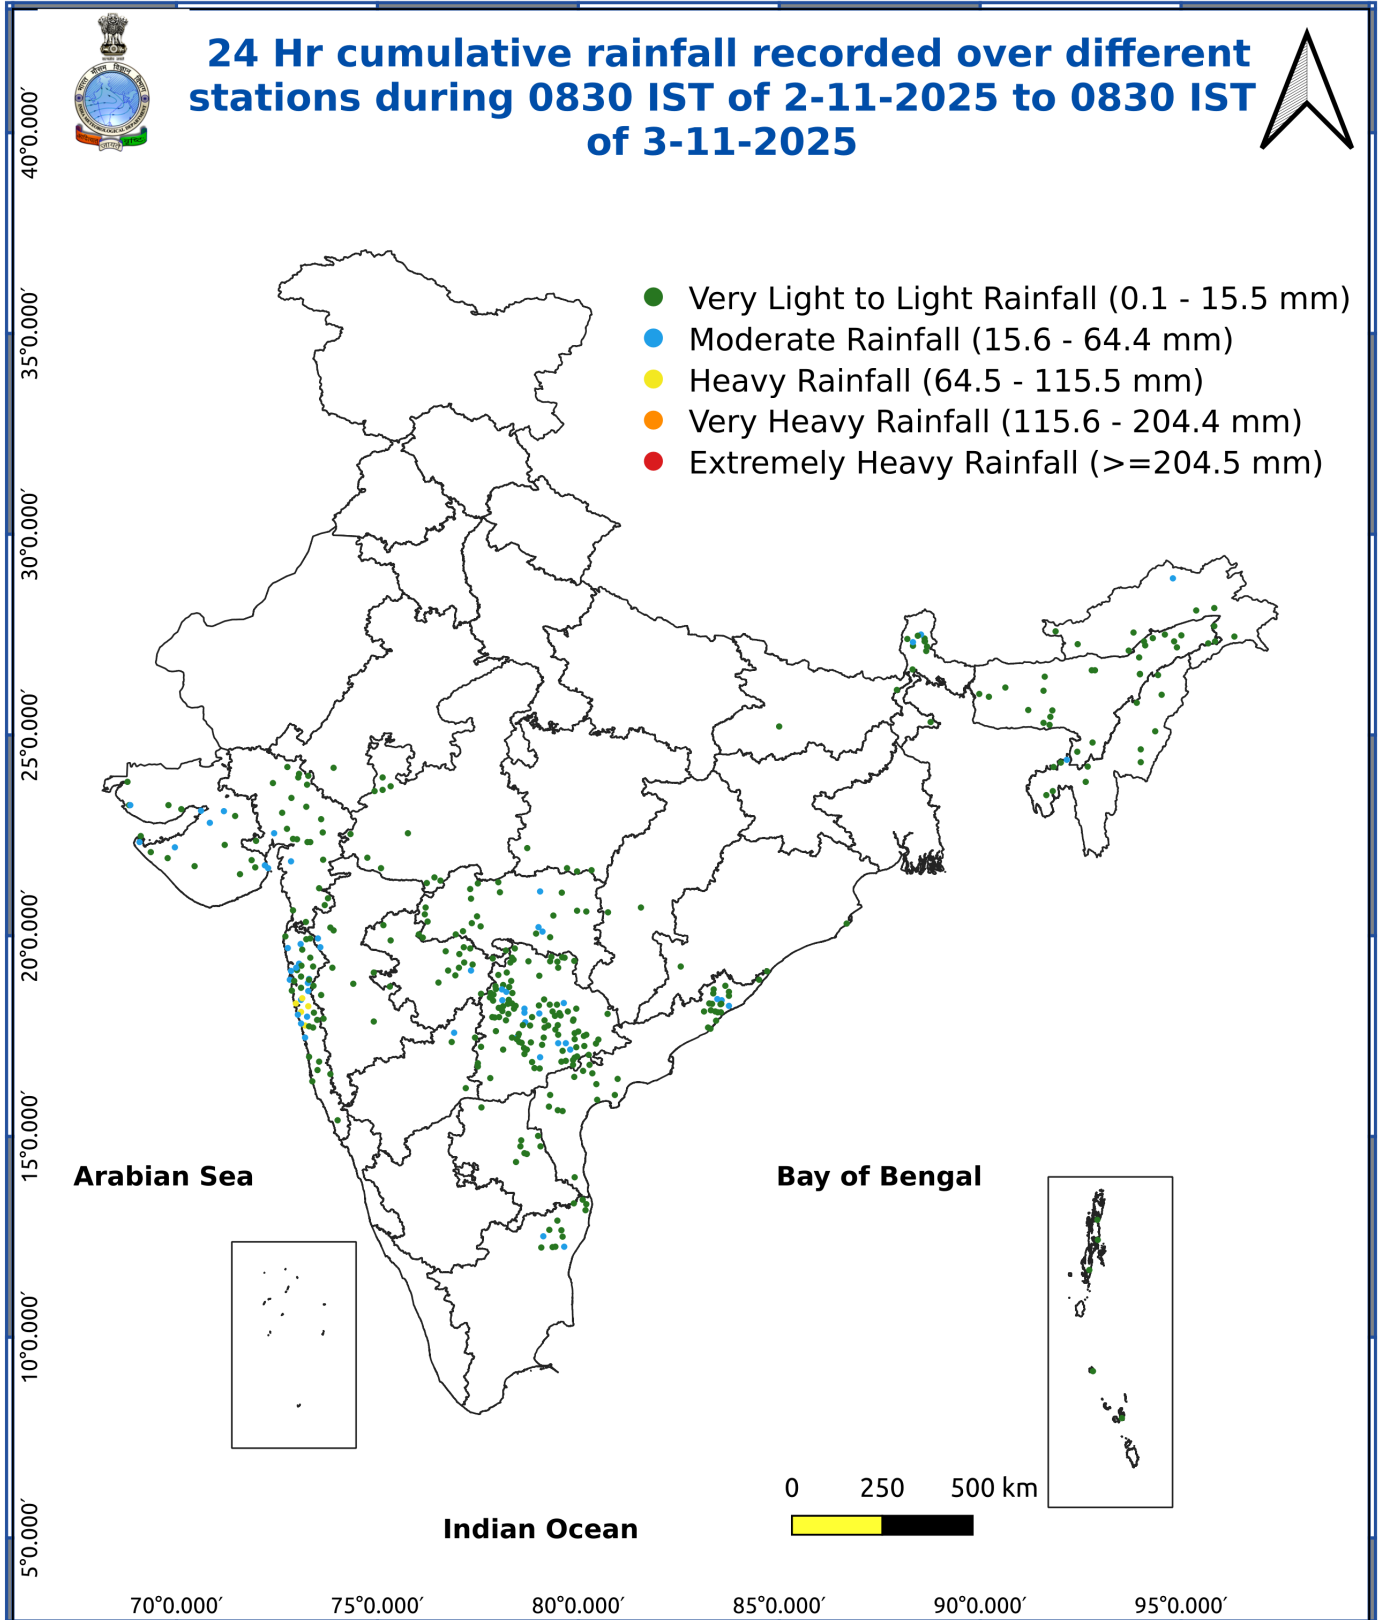 24 Hr cumulative rainfall recorded over different
stations during 0830 IST of 2-11-2025 to 0830 IST
of 3-11-2025
Very Light to Light Rainfall (0.1 - 15.5 mm)
Moderate Rainfall (15.6 - 64.4 mm)
Heavy Rainfall (64.5 - 115.5 mm)
Very Heavy Rainfall (115.6 - 204.4 mm)
Extremely Heavy Rainfall (>=204.5 mm)
40°0.000′
35°0.000′
30°0.000′
25°0.000′
20°0.000′
15°0.000′
10°0.000′
5°0.000′
Arabian Sea
Bay of Bengal
Indian Ocean
0 250 500 km
70°0.000′ 75°0.000′ 80°0.000′ 85°0.000′ 90°0.000′ 95°0.000′